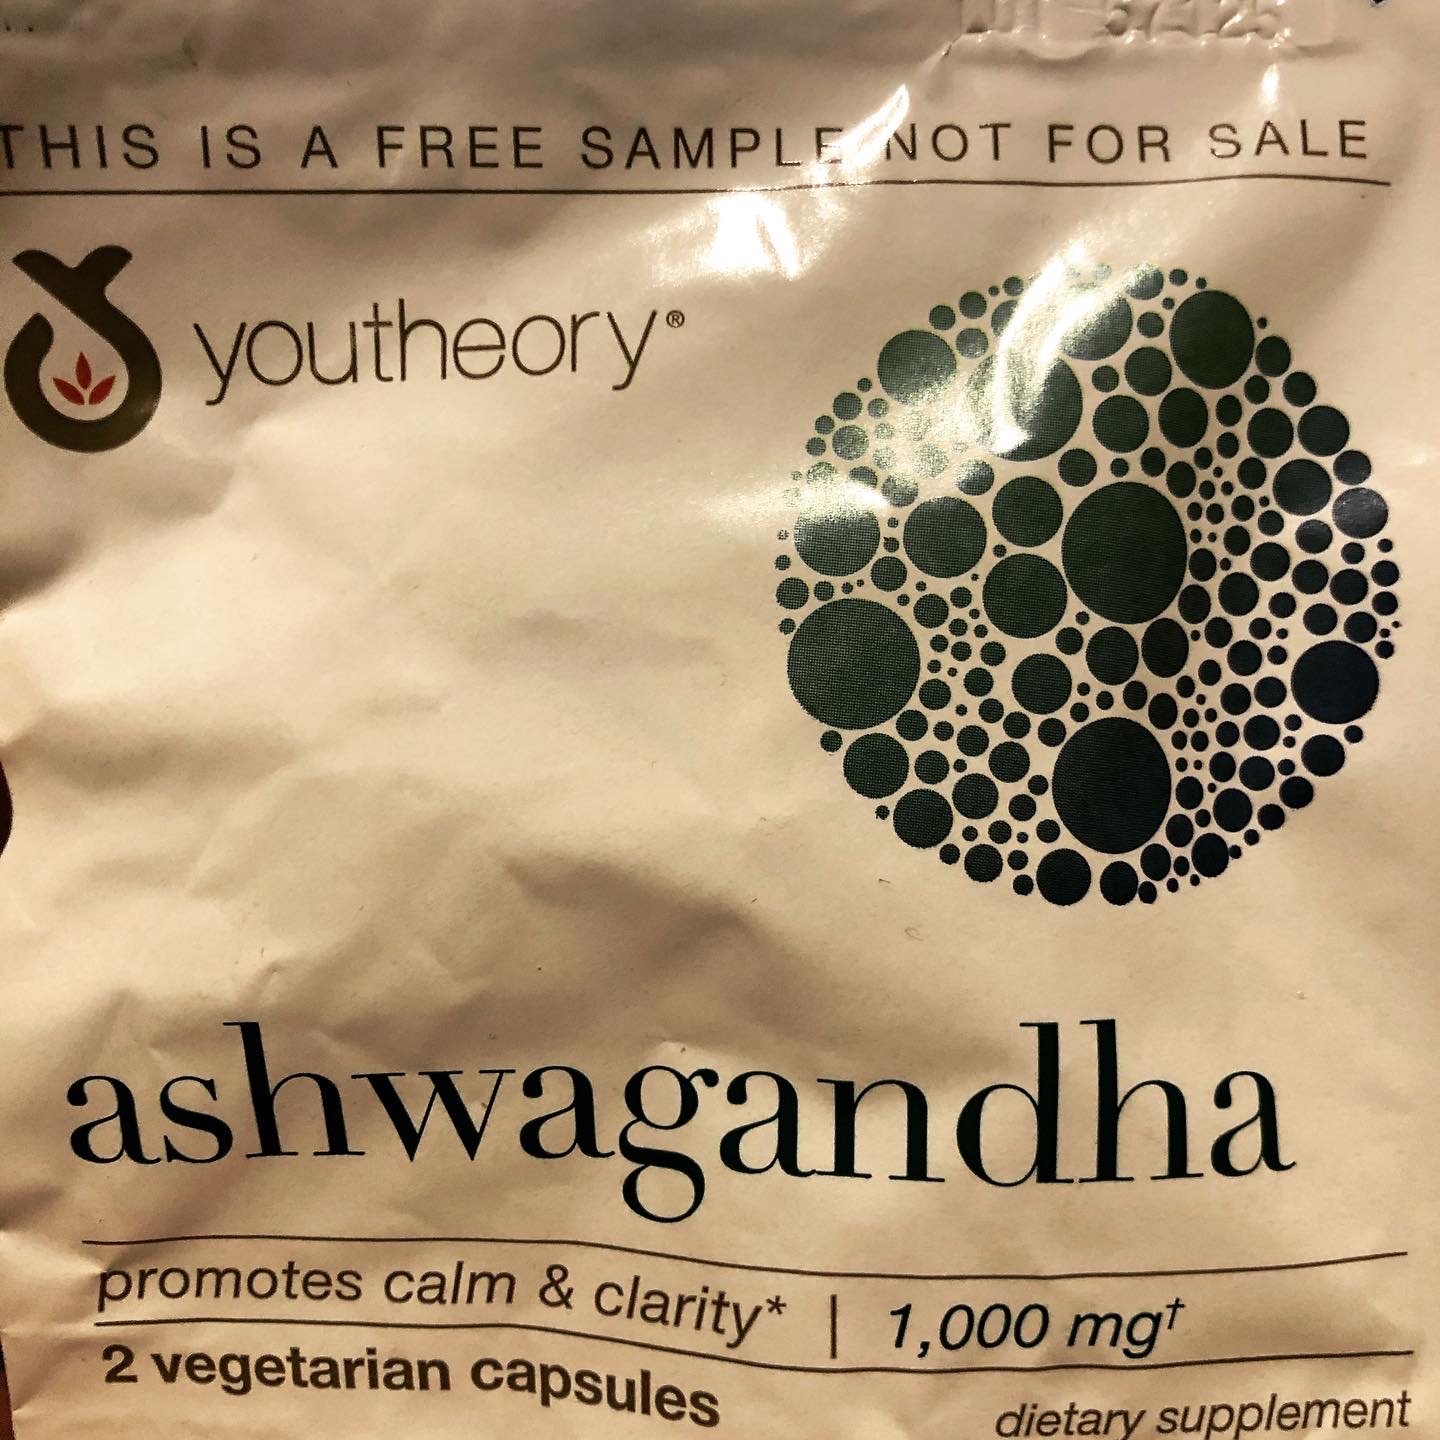 THIS IS A FREE SAMPLE NOT FOR SALE
youtheory®
ashwagandha
promotes calm & clarity* | 1,000 mg†
2 vegetarian capsules
dietary supplement